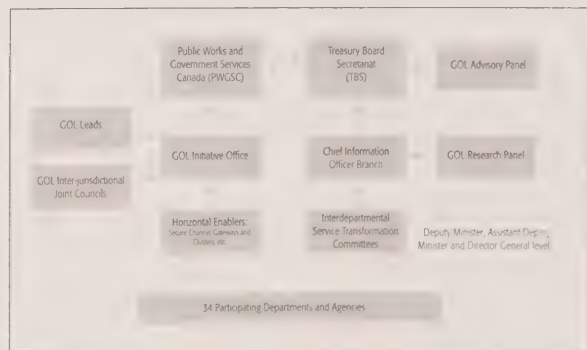 Public Works and
Government Services
Canada (PWGSC)
Treasury Board
Secretariat
(TBS)
GOL Advisory Panel
GOL Leads
GOL Inter-jurisdictional
Joint Councils
GOL Initiative Office
Chief Information
Officer Branch
GOL Research Panel
Horizontal Enablers:
Secure Channel, Gateways and
Clusters, etc.
Interdepartmental
Service Transformation
Committees
Deputy Minister, Assistant Deputy
Minister and Director General level
34 Participating Departments and Agencies